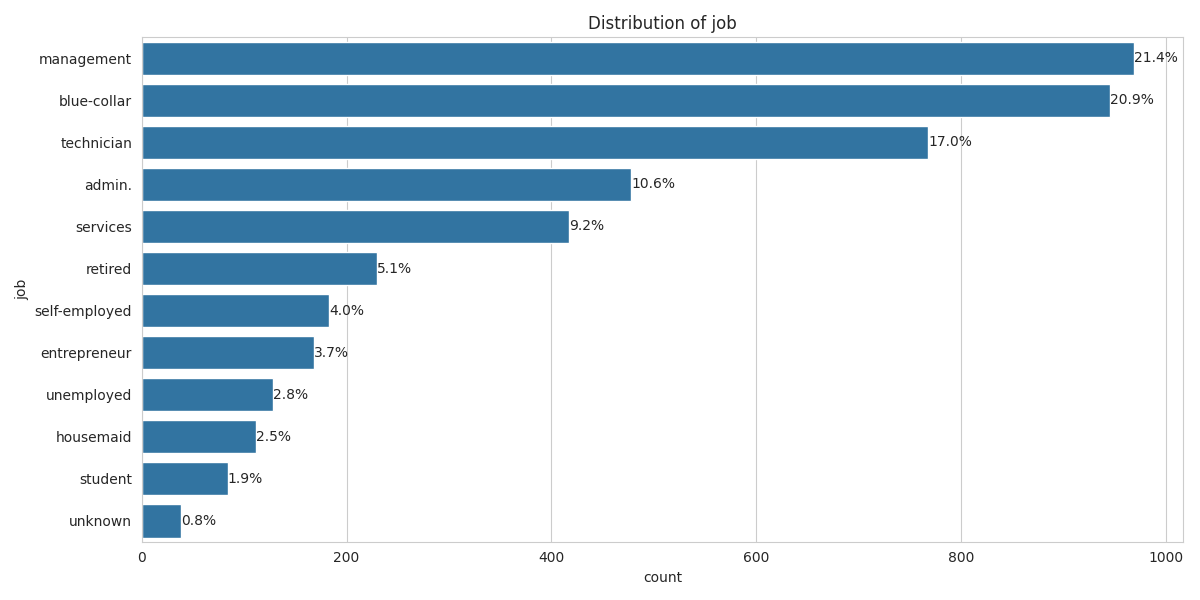 Distribution of job
management 21.4%
blue-collar 20.9%
technician 17.0%
admin. 10.6%
services 9.2%
retired 5.1%
self-employed 4.0%
entrepreneur 3.7%
unemployed 2.8%
housemaid 2.5%
student 1.9%
unknown 0.8%
job
0 200 400 600 800 1000
count